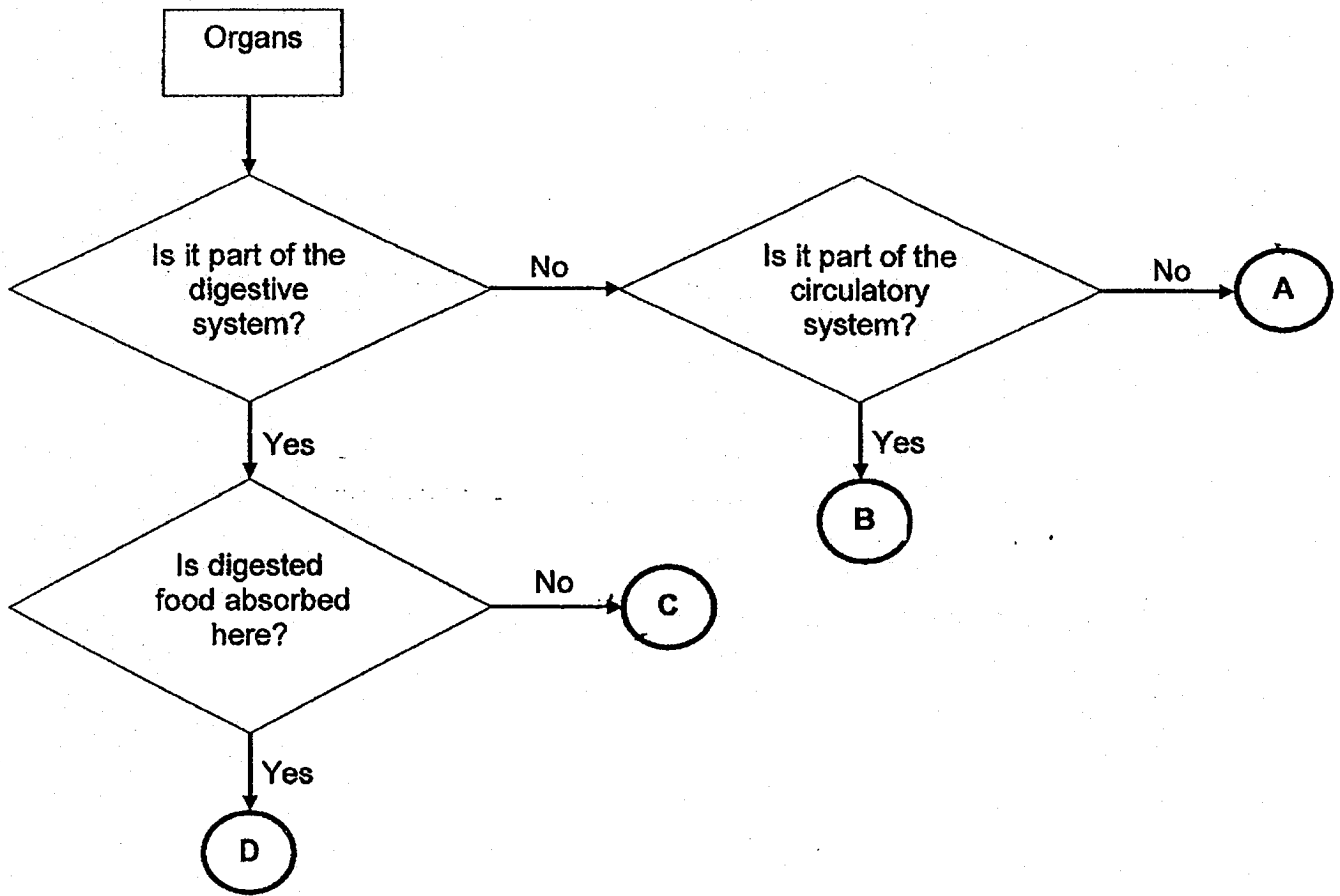 Organs
Is it part of the
digestive
system?
No
Is it part of the
circulatory
system?
No
A
Yes
Yes
B
Is digested
food absorbed
here?
No
C
Yes
D